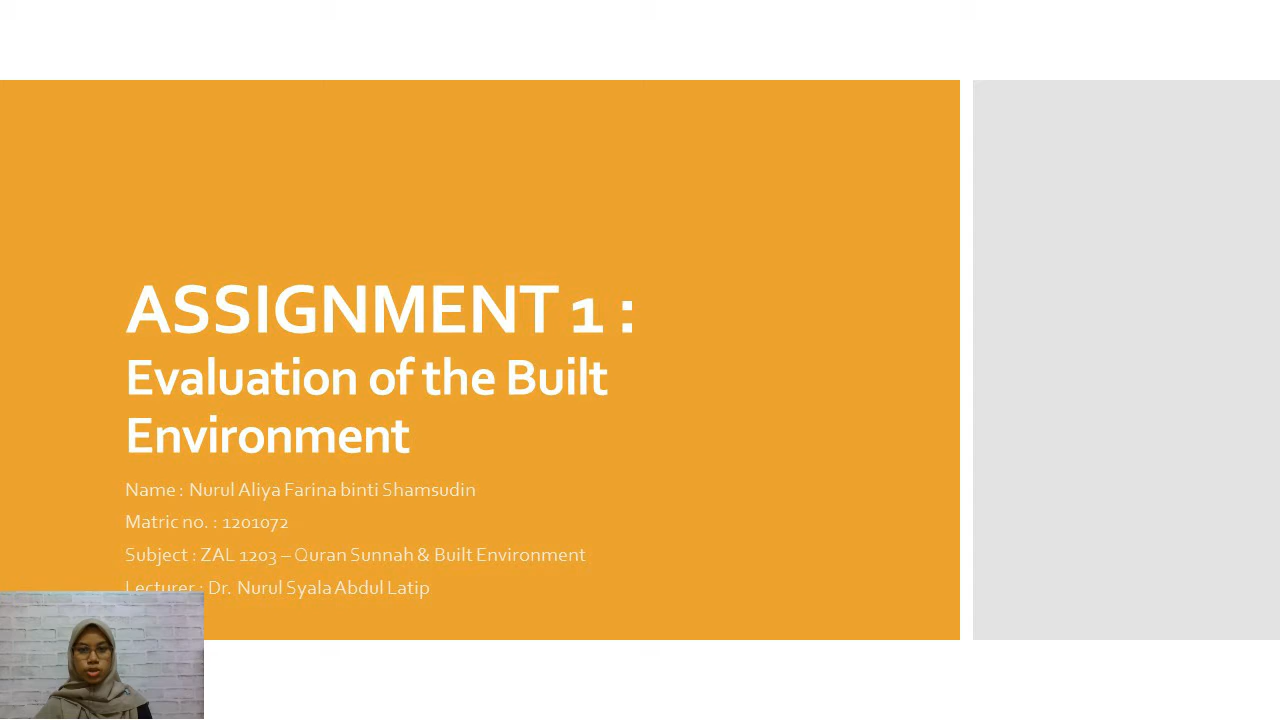 ASSIGNMENT 1 :
Evaluation of the Built
Environment
Name : Nurul Aliya Farina binti Shamsudin
Matric no. : 1201072
Subject : ZAL 1203 – Quran Sunnah & Built Environment
Lecturer : Dr. Nurul Syala Abdul Latip